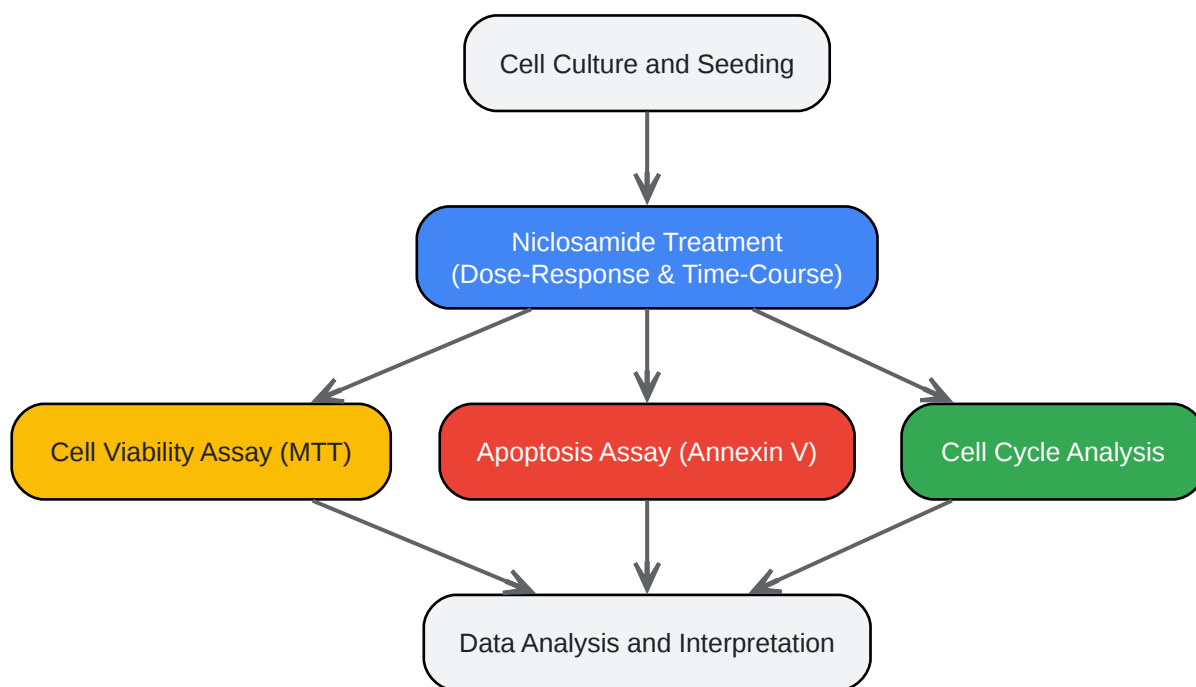 Cell Culture and Seeding
Niclosamide Treatment
(Dose-Response & Time-Course)
Cell Viability Assay (MTT)
Apoptosis Assay (Annexin V)
Cell Cycle Analysis
Data Analysis and Interpretation